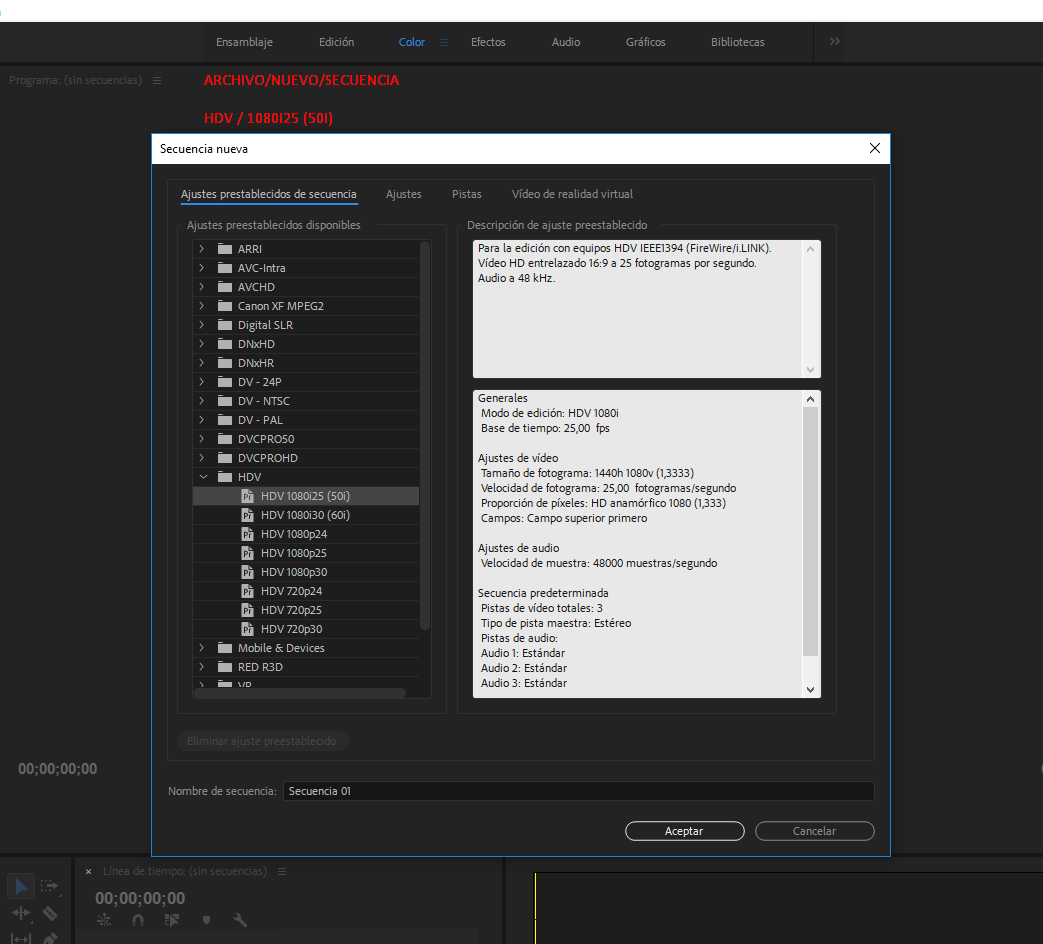 Ensamblaje Edición Color Efectos Audio Gráficos Bibliotecas
Programa: (sin secuencias)
ARCHIVO/NUEVO/SECUENCIA
HDV / 1080I25 (50I)
Secuencia nueva
Ajustes prestablecidos de secuencia Ajustes Pistas Vídeo de realidad virtual
Ajustes preestablecidos disponibles
ARRI
AVC-Intra
AVCHD
Canon XF MPEG2
Digital SLR
DNxHD
DNxHR
DV - 24P
DV - NTSC
DV - PAL
DVCPRO50
DVCPROHD
HDV
HDV 1080i25 (50i)
HDV 1080i30 (60i)
HDV 1080p24
HDV 1080p25
HDV 1080p30
HDV 720p24
HDV 720p25
HDV 720p30
Mobile & Devices
RED R3D
VR
Descripción de ajuste preestablecido
Para la edición con equipos HDV IEEE1394 (FireWire/i.LINK).
Vídeo HD entrelazado 16:9 a 25 fotogramas por segundo.
Audio a 48 kHz.
Generales
Modo de edición: HDV 1080i
Base de tiempo: 25,00 fps
Ajustes de vídeo
Tamaño de fotograma: 1440h 1080v (1,3333)
Velocidad de fotograma: 25,00 fotogramas/segundo
Proporción de píxeles: HD anamórfico 1080 (1,333)
Campos: Campo superior primero
Ajustes de audio
Velocidad de muestra: 48000 muestras/segundo
Secuencia predeterminada
Pistas de vídeo totales: 3
Tipo de pista maestra: Estéreo
Pistas de audio:
Audio 1: Estándar
Audio 2: Estándar
Audio 3: Estándar
Eliminar ajuste preestablecido
00;00;00;00
Nombre de secuencia: Secuencia 01
Aceptar Cancelar
Línea de tiempo: (sin secuencias)
00;00;00;00